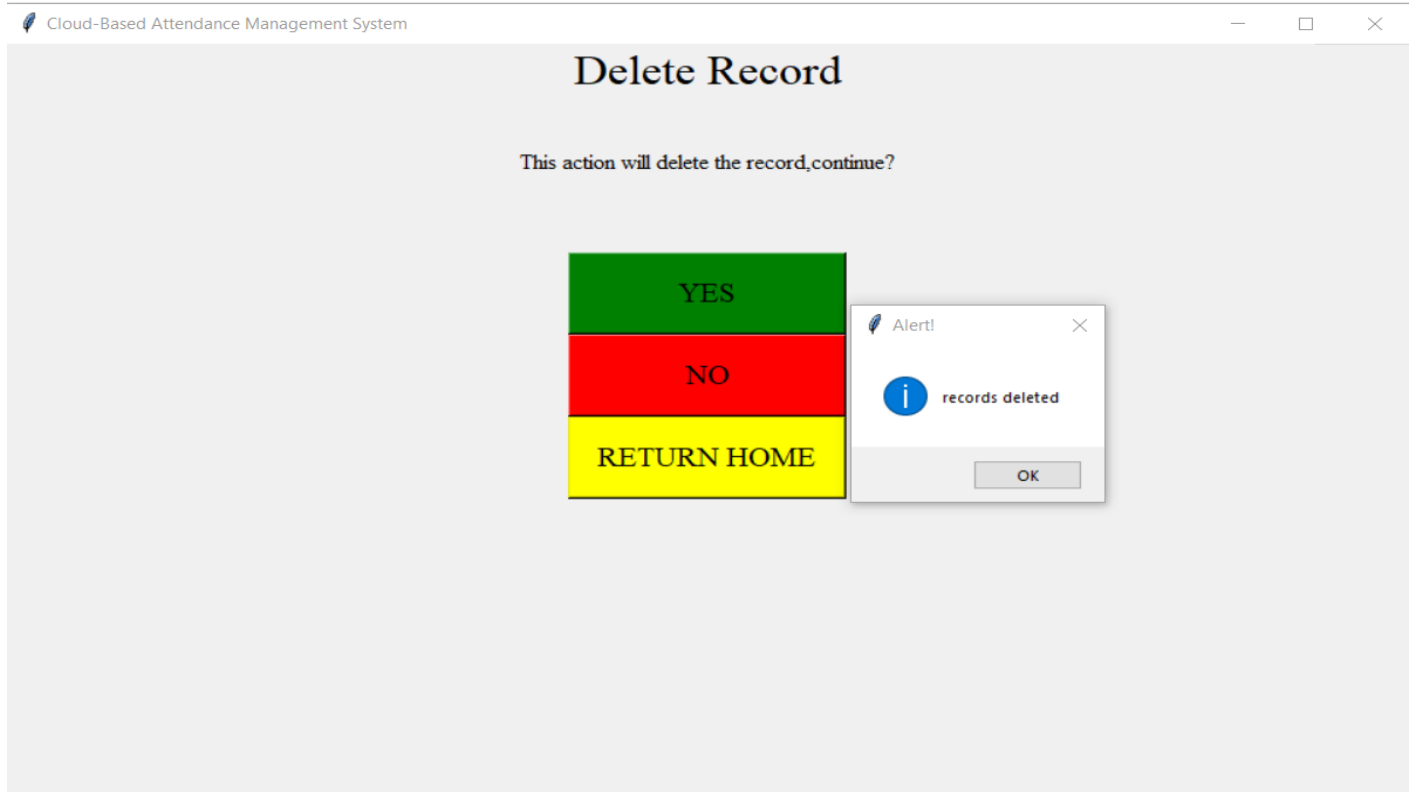 Cloud-Based Attendance Management System
Delete Record
This action will delete the record,continue?
YES
NO
RETURN HOME
Alert!
i
records deleted
OK